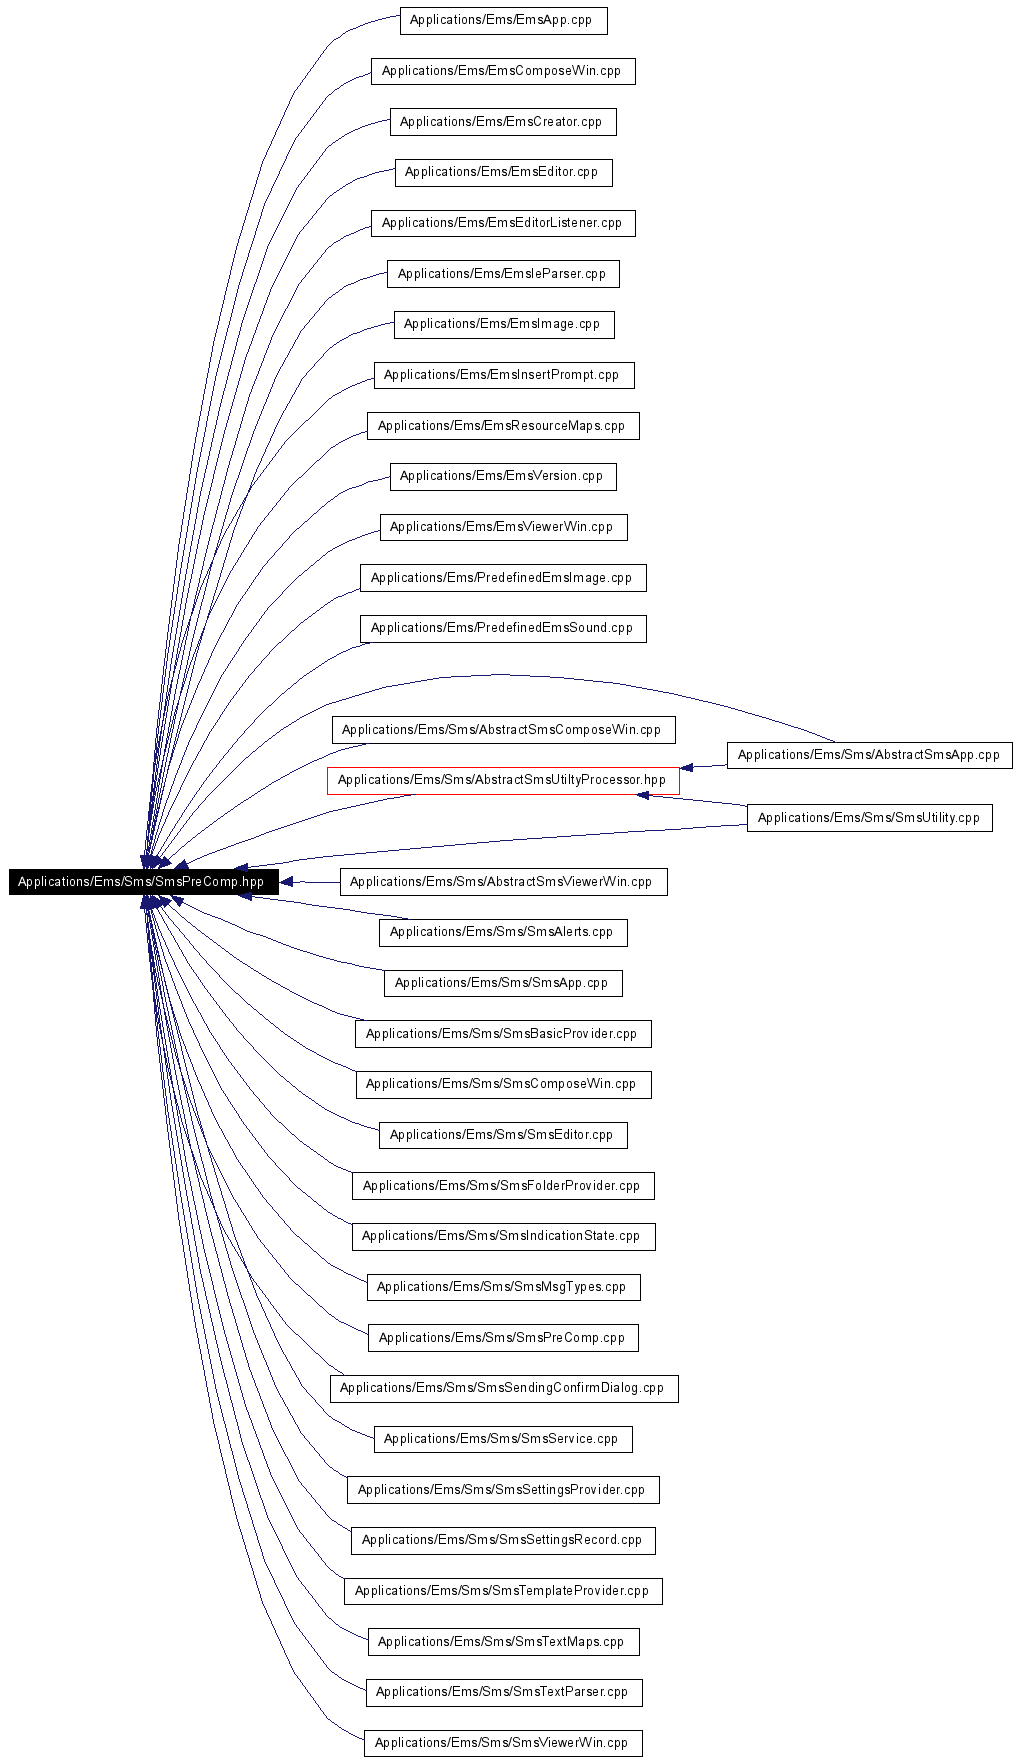 Applications/Ems/EmsApp.cpp
Applications/Ems/EmsComposeWin.cpp
Applications/Ems/EmsCreator.cpp
Applications/Ems/EmsEditor.cpp
Applications/Ems/EmsEditorListener.cpp
Applications/Ems/EmsIeParser.cpp
Applications/Ems/EmsImage.cpp
Applications/Ems/EmsInsertPrompt.cpp
Applications/Ems/EmsResourceMaps.cpp
Applications/Ems/EmsVersion.cpp
Applications/Ems/EmsViewerWin.cpp
Applications/Ems/PredefinedEmsImage.cpp
Applications/Ems/PredefinedEmsSound.cpp
Applications/Ems/Sms/AbstractSmsComposeWin.cpp
Applications/Ems/Sms/AbstractSmsApp.cpp
Applications/Ems/Sms/AbstractSmsUtiltyProcessor.hpp
Applications/Ems/Sms/SmsUtility.cpp
Applications/Ems/Sms/SmsPreComp.hpp
Applications/Ems/Sms/AbstractSmsViewerWin.cpp
Applications/Ems/Sms/SmsAlerts.cpp
Applications/Ems/Sms/SmsApp.cpp
Applications/Ems/Sms/SmsBasicProvider.cpp
Applications/Ems/Sms/SmsComposeWin.cpp
Applications/Ems/Sms/SmsEditor.cpp
Applications/Ems/Sms/SmsFolderProvider.cpp
Applications/Ems/Sms/SmsIndicationState.cpp
Applications/Ems/Sms/SmsMsgTypes.cpp
Applications/Ems/Sms/SmsPreComp.cpp
Applications/Ems/Sms/SmsSendingConfirmDialog.cpp
Applications/Ems/Sms/SmsService.cpp
Applications/Ems/Sms/SmsSettingsProvider.cpp
Applications/Ems/Sms/SmsSettingsRecord.cpp
Applications/Ems/Sms/SmsTemplateProvider.cpp
Applications/Ems/Sms/SmsTextMaps.cpp
Applications/Ems/Sms/SmsTextParser.cpp
Applications/Ems/Sms/SmsViewerWin.cpp